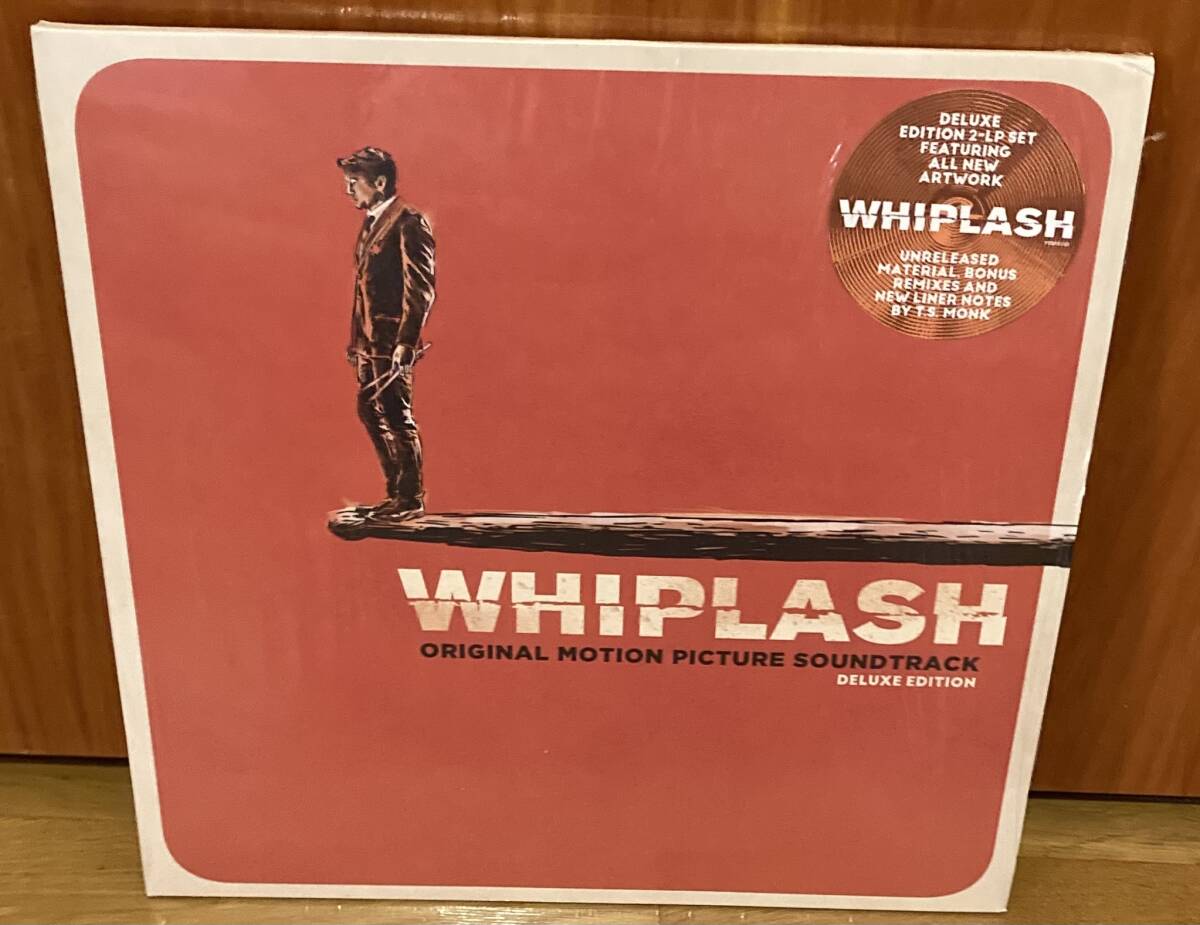 DELUXE
EDITION 2-LP SET
FEATURING
ALL NEW
ARTWORK
WHIPLASH
UNRELEASED
MATERIAL, BONUS
REMIXES AND
NEW LINER NOTES
BY T.S. MONK
WHIPLASH
ORIGINAL MOTION PICTURE SOUNDTRACK
DELUXE EDITION